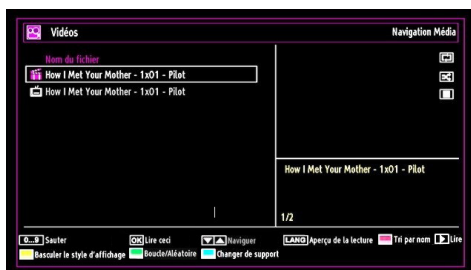 Vidéos Navigation Média
Nom du fichier
How I Met Your Mother - 1x01 - Pilot
How I Met Your Mother - 1x01 - Pilot
How I Met Your Mother - 1x01 - Pilot
1/2
0...9 Sauter OK Lire ceci Naviguer LANG Aperçu de la lecture Tri par nom Lire
Basculer le style d'affichage Boucle/Aléatoire Changer de support